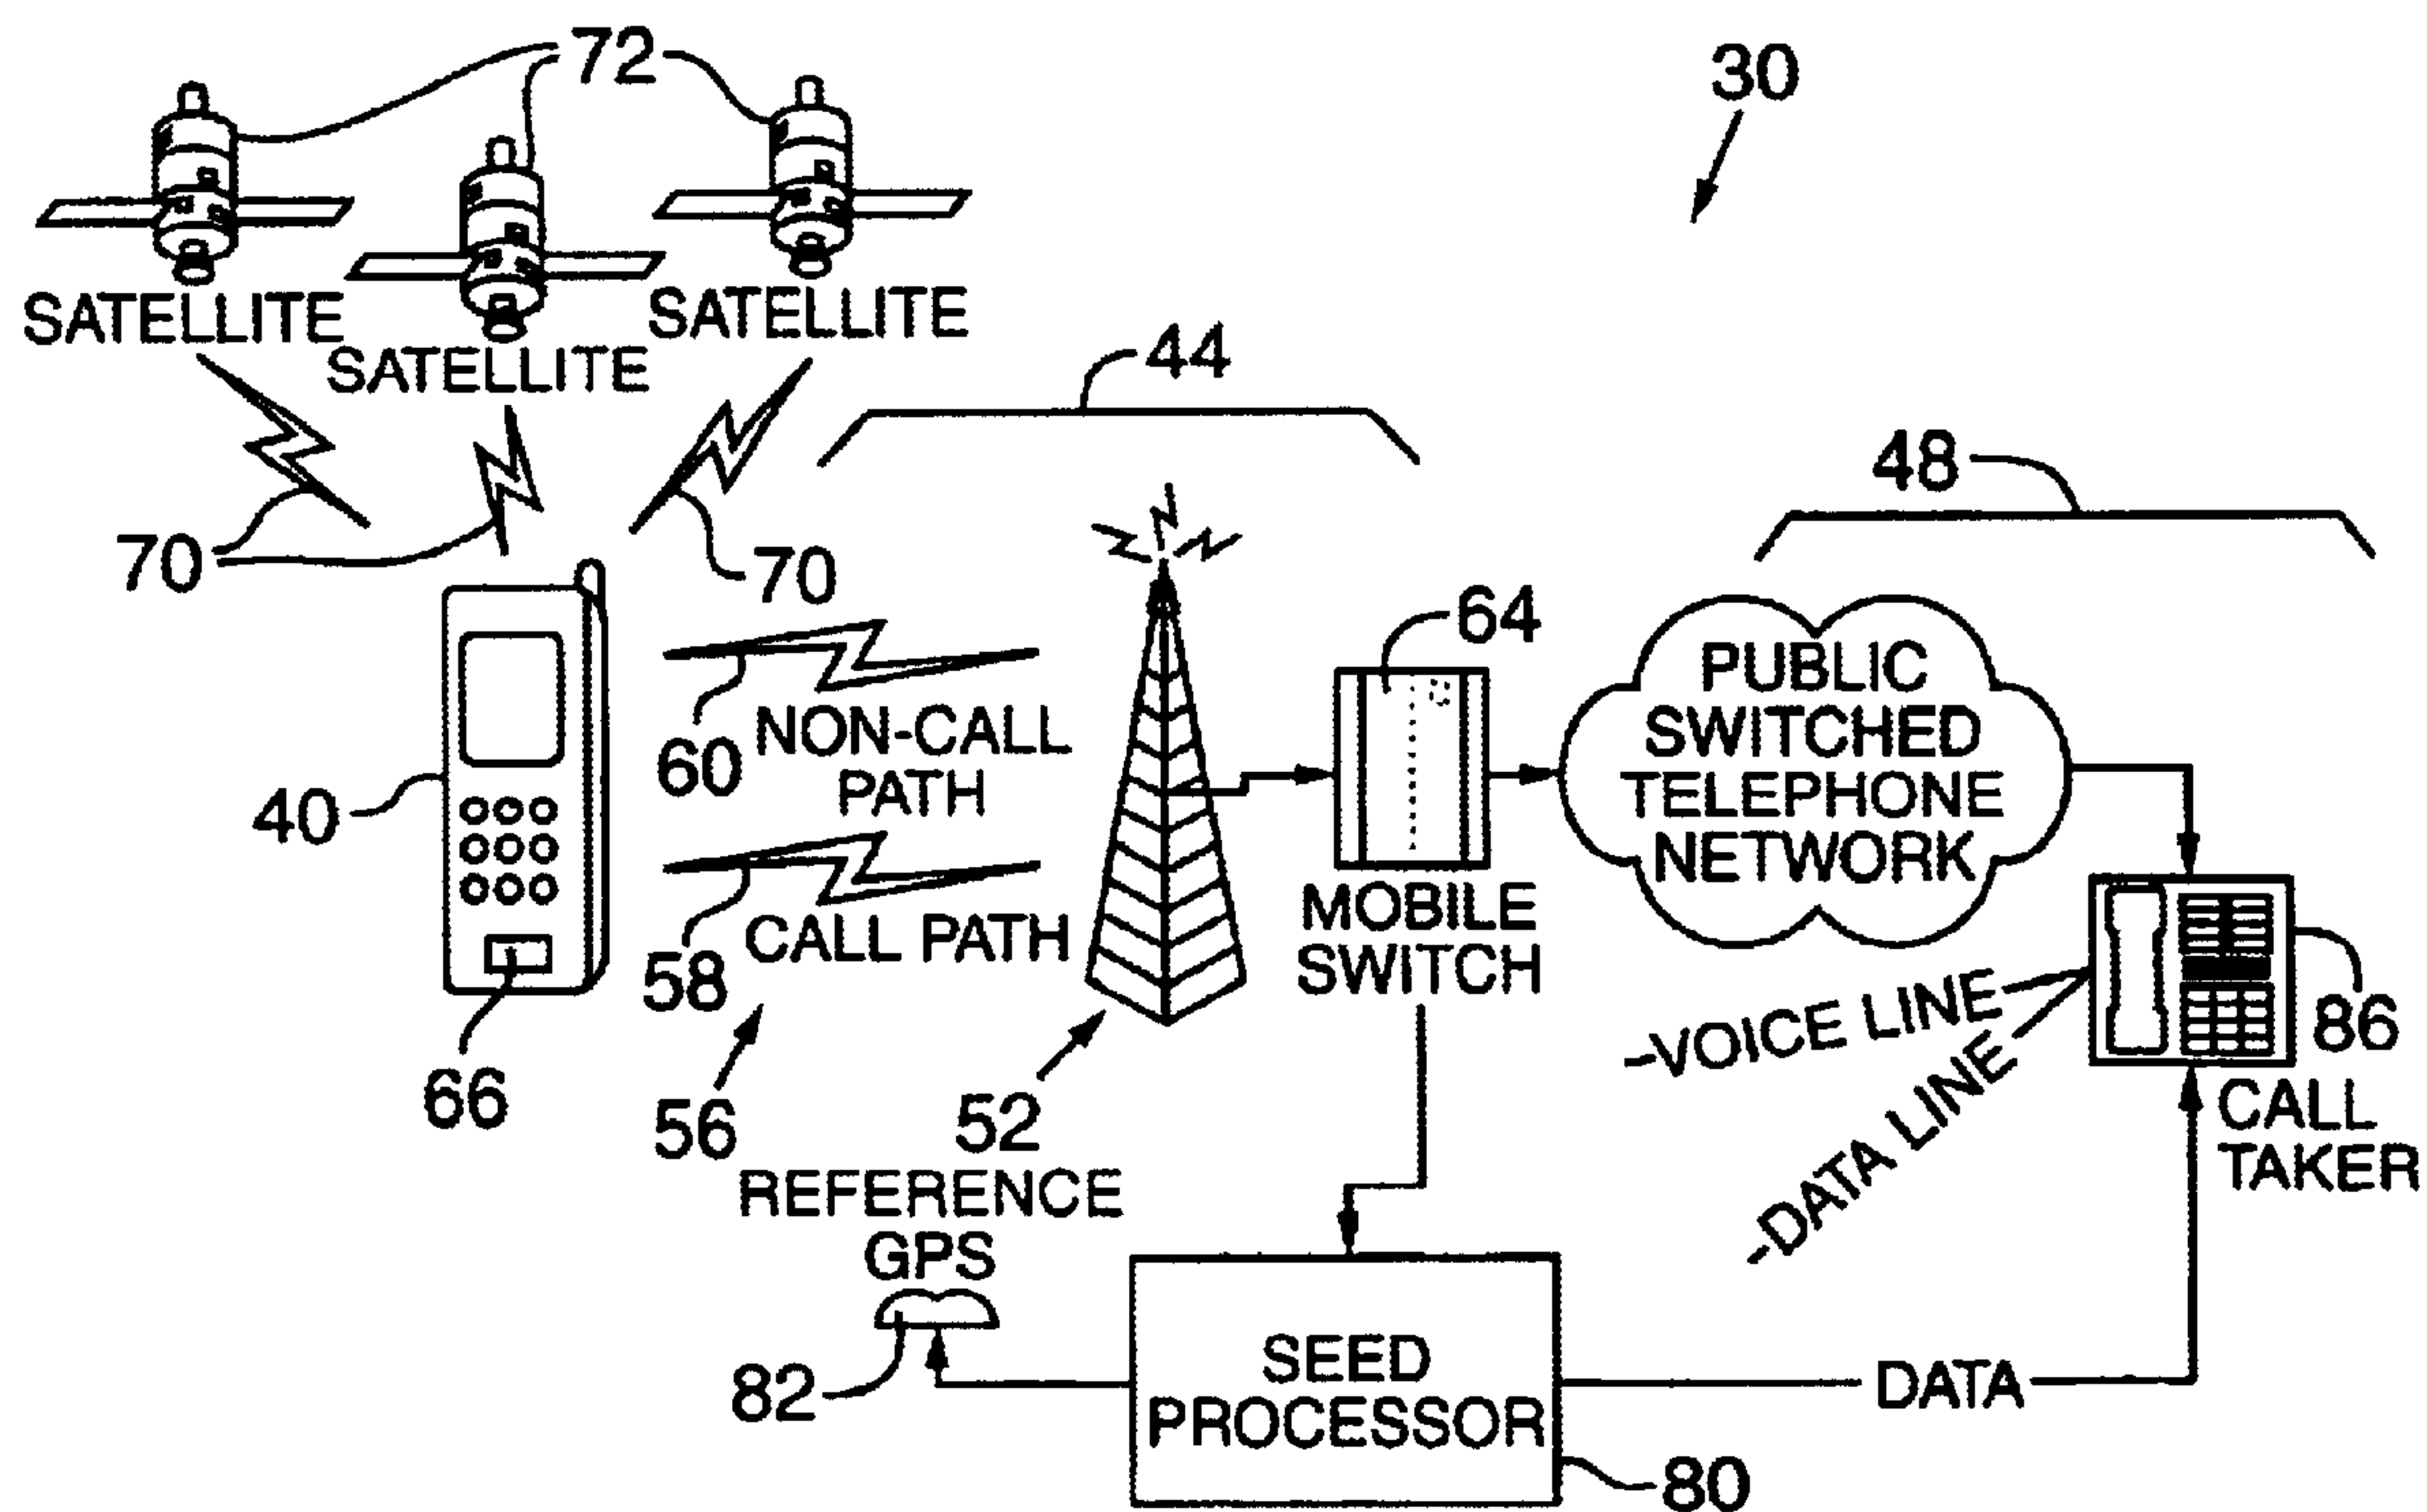 72
30
SATELLITE
SATELLITE
SATELLITE
44
48
70
70
64
60
NON-CALL
PATH
40
58
CALL PATH
66
56
52
MOBILE
SWITCH
PUBLIC
SWITCHED
TELEPHONE
NETWORK
-VOICE LINE
-DATA LINE
86
CALL
TAKER
REFERENCE
GPS
82
SEED
PROCESSOR
80
DATA